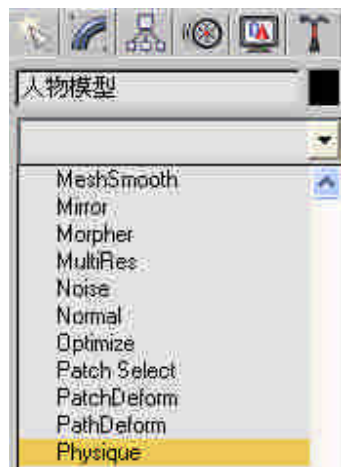 人物模型
MeshSmooth
Mirror
Morpher
MultiRes
Noise
Normal
Optimize
Patch Select
PatchDeform
PathDeform
Physique